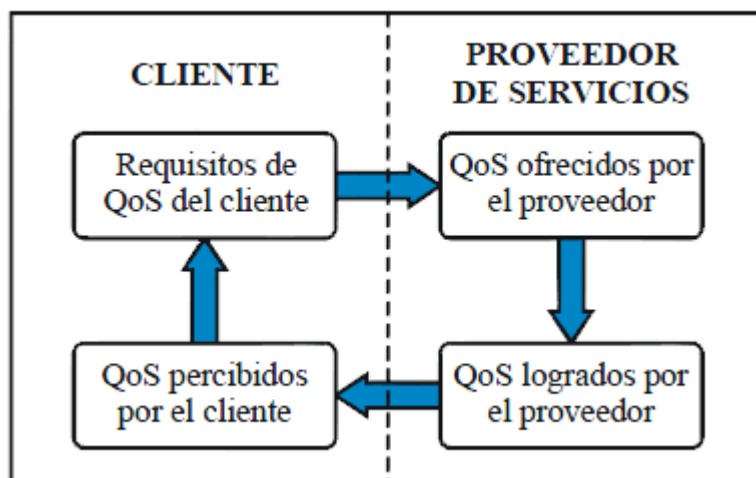 CLIENTE
PROVEEDOR
DE SERVICIOS
Requisitos de
QoS del cliente
QoS ofrecidos por
el proveedor
QoS percibidos
por el cliente
QoS logrados por
el proveedor